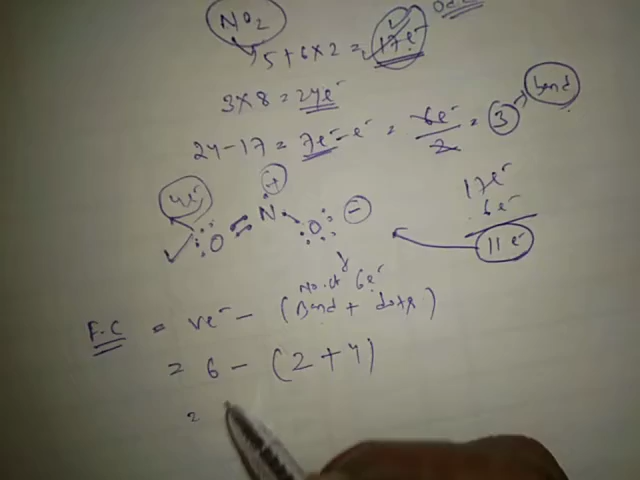 NO2
5+6×2 = 17e⁻ Odd
3×8 = 24e⁻
24-17 = 7e⁻-e⁻ = 6e⁻/2 = 3 → bond
4e⁻ + 17e⁻
N 6e⁻
O = N - O - 11e⁻
No. of 6e⁻
F.C = ve⁻ - (Bond + dots)
= 6 - (2+4)
=